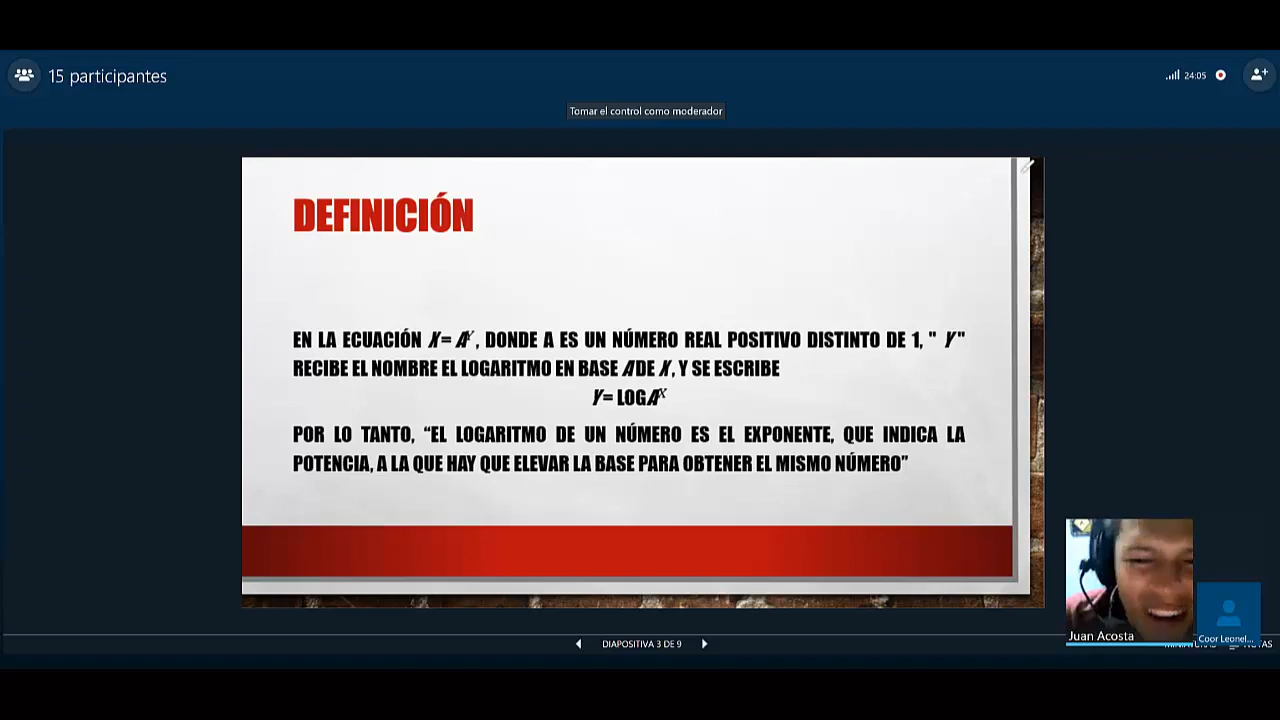 15 participantes
24:05
Tomar el control como moderador
DEFINICIÓN
EN LA ECUACIÓN X = A^Y, DONDE A ES UN NÚMERO REAL POSITIVO DISTINTO DE 1, " Y"
RECIBE EL NOMBRE EL LOGARITMO EN BASE A DE X, Y SE ESCRIBE
Y = LOGA^X
POR LO TANTO, “EL LOGARITMO DE UN NÚMERO ES EL EXPONENTE, QUE INDICA LA
POTENCIA, A LA QUE HAY QUE ELEVAR LA BASE PARA OBTENER EL MISMO NÚMERO”
Juan Acosta
Coor Leonel...
DIAPOSITIVA 3 DE 9